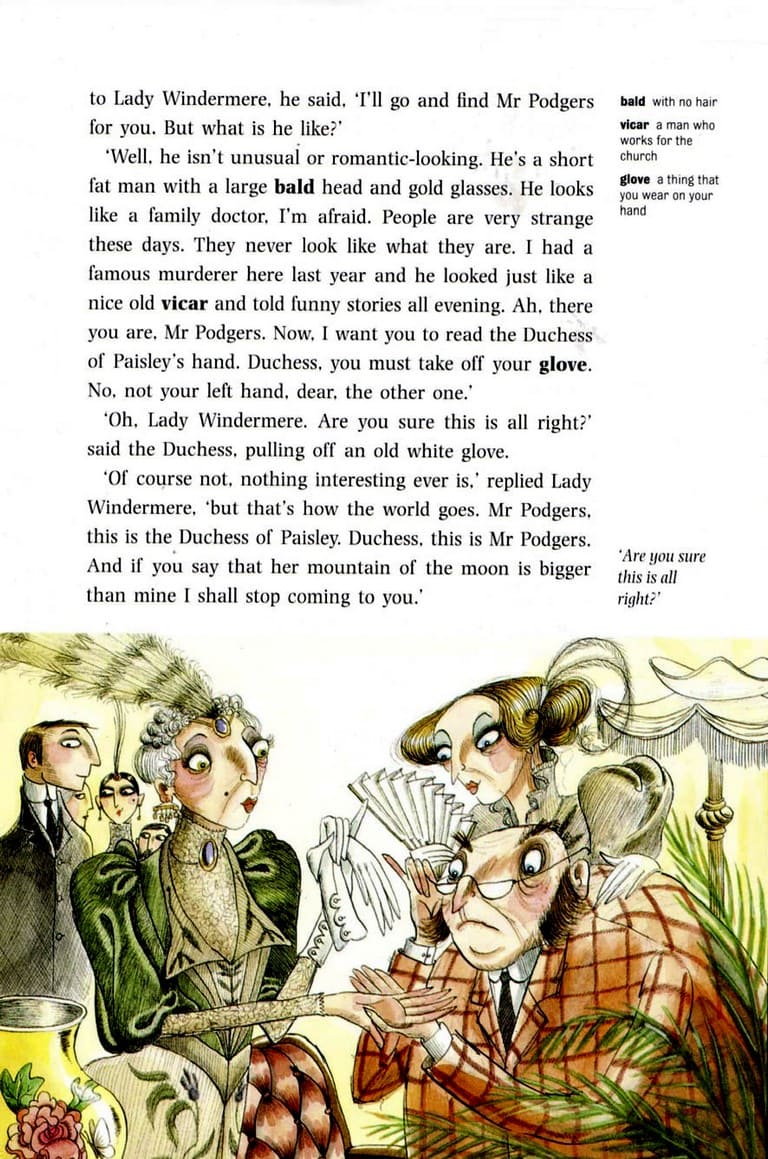 to Lady Windermere, he said, ‘I'll go and find Mr Podgers
for you. But what is he like?’
‘Well, he isn't unusual or romantic-looking. He's a short
fat man with a large bald head and gold glasses. He looks
like a family doctor, I'm afraid. People are very strange
these days. They never look like what they are. I had a
famous murderer here last year and he looked just like a
nice old vicar and told funny stories all evening. Ah, there
you are, Mr Podgers. Now, I want you to read the Duchess
of Paisley's hand. Duchess, you must take off your glove.
No, not your left hand, dear, the other one.’
‘Oh, Lady Windermere. Are you sure this is all right?’
said the Duchess, pulling off an old white glove.
‘Of course not, nothing interesting ever is,’ replied Lady
Windermere, ‘but that's how the world goes. Mr Podgers,
this is the Duchess of Paisley. Duchess, this is Mr Podgers.
And if you say that her mountain of the moon is bigger
than mine I shall stop coming to you.’
bald with no hair
vicar a man who
works for the
church
glove a thing that
you wear on your
hand
‘Are you sure
this is all
right?’